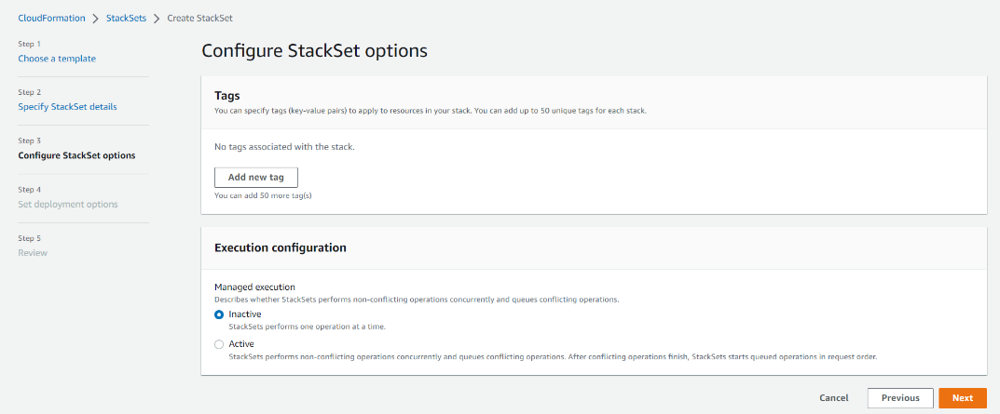 CloudFormation > StackSets > Create StackSet
Step 1
Choose a template
Step 2
Specify StackSet details
Step 3
Configure StackSet options
Step 4
Set deployment options
Step 5
Review
Configure StackSet options
Tags
You can specify tags (key-value pairs) to apply to resources in your stack. You can add up to 50 unique tags for each stack.
No tags associated with the stack.
Add new tag
You can add 50 more tag(s)
Execution configuration
Managed execution
Describes whether StackSets performs non-conflicting operations concurrently and queues conflicting operations.
Inactive
StackSets performs one operation at a time.
Active
StackSets performs non-conflicting operations concurrently and queues conflicting operations. After conflicting operations finish, StackSets starts queued operations in request order.
Cancel Previous Next